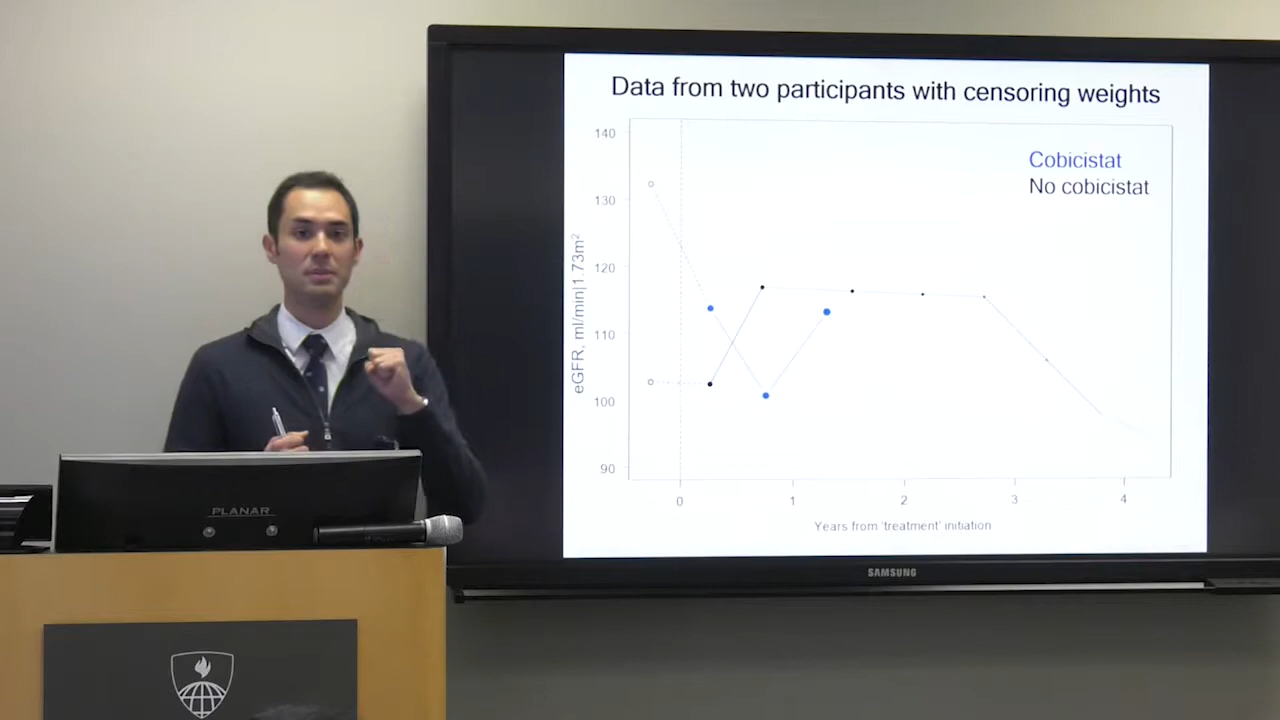 Data from two participants with censoring weights
140
130
120
110
100
90
eGFR, ml/min|1.73m²
Cobicistat
No cobicistat
0 1 2 3 4
Years from 'treatment' initiation
SAMSUNG
PLANAR